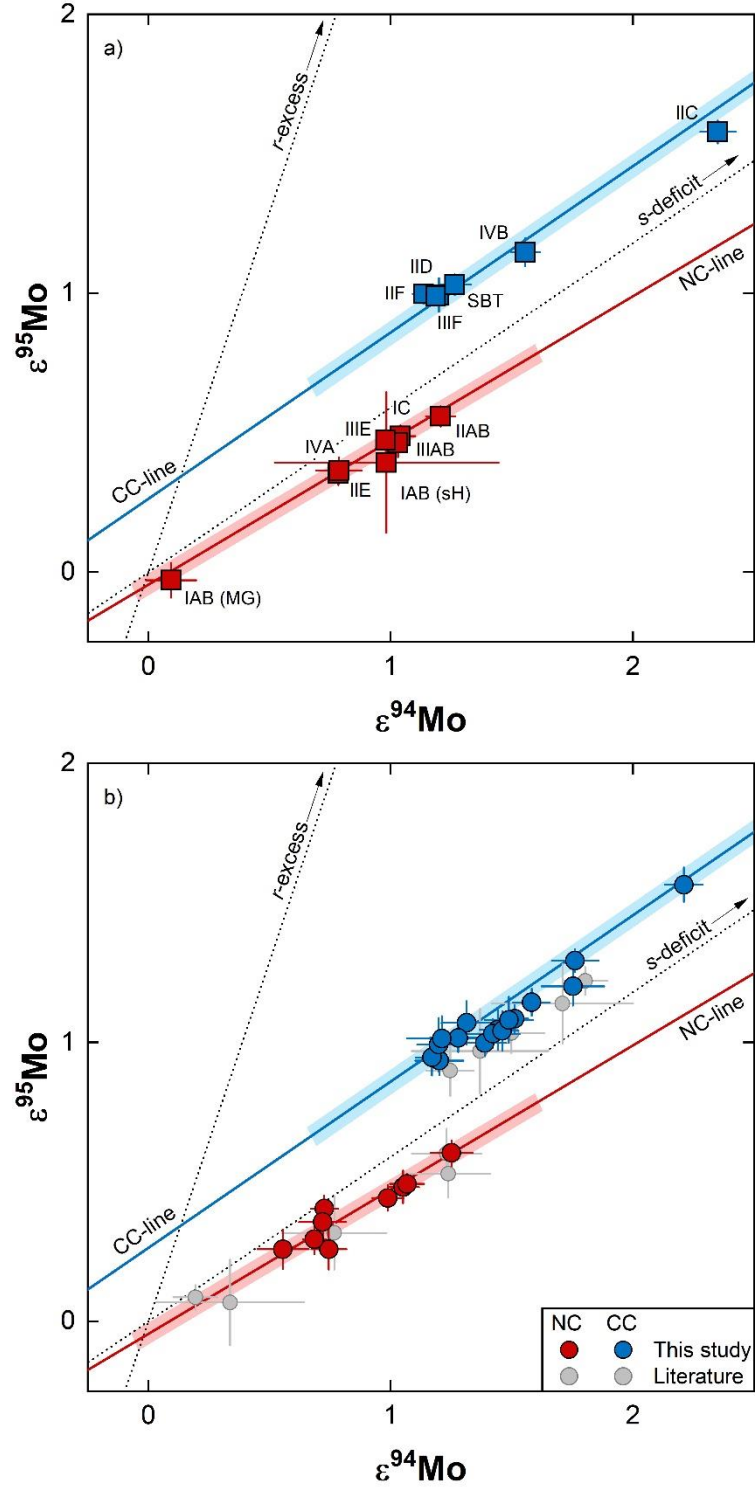 a)
2
r-excess
IIC
s-deficit
IVB
IID
IIF
SBT
IIIF
NC-line
1
ε95Mo
IC
IIIE
IIAB
IVA
IIIAB
IIE
IAB (sH)
CC-line
0
IAB (MG)
0 1 2
ε94Mo
b)
2
r-excess
s-deficit
NC-line
1
ε95Mo
CC-line
0
NC CC
This study
Literature
0 1 2
ε94Mo